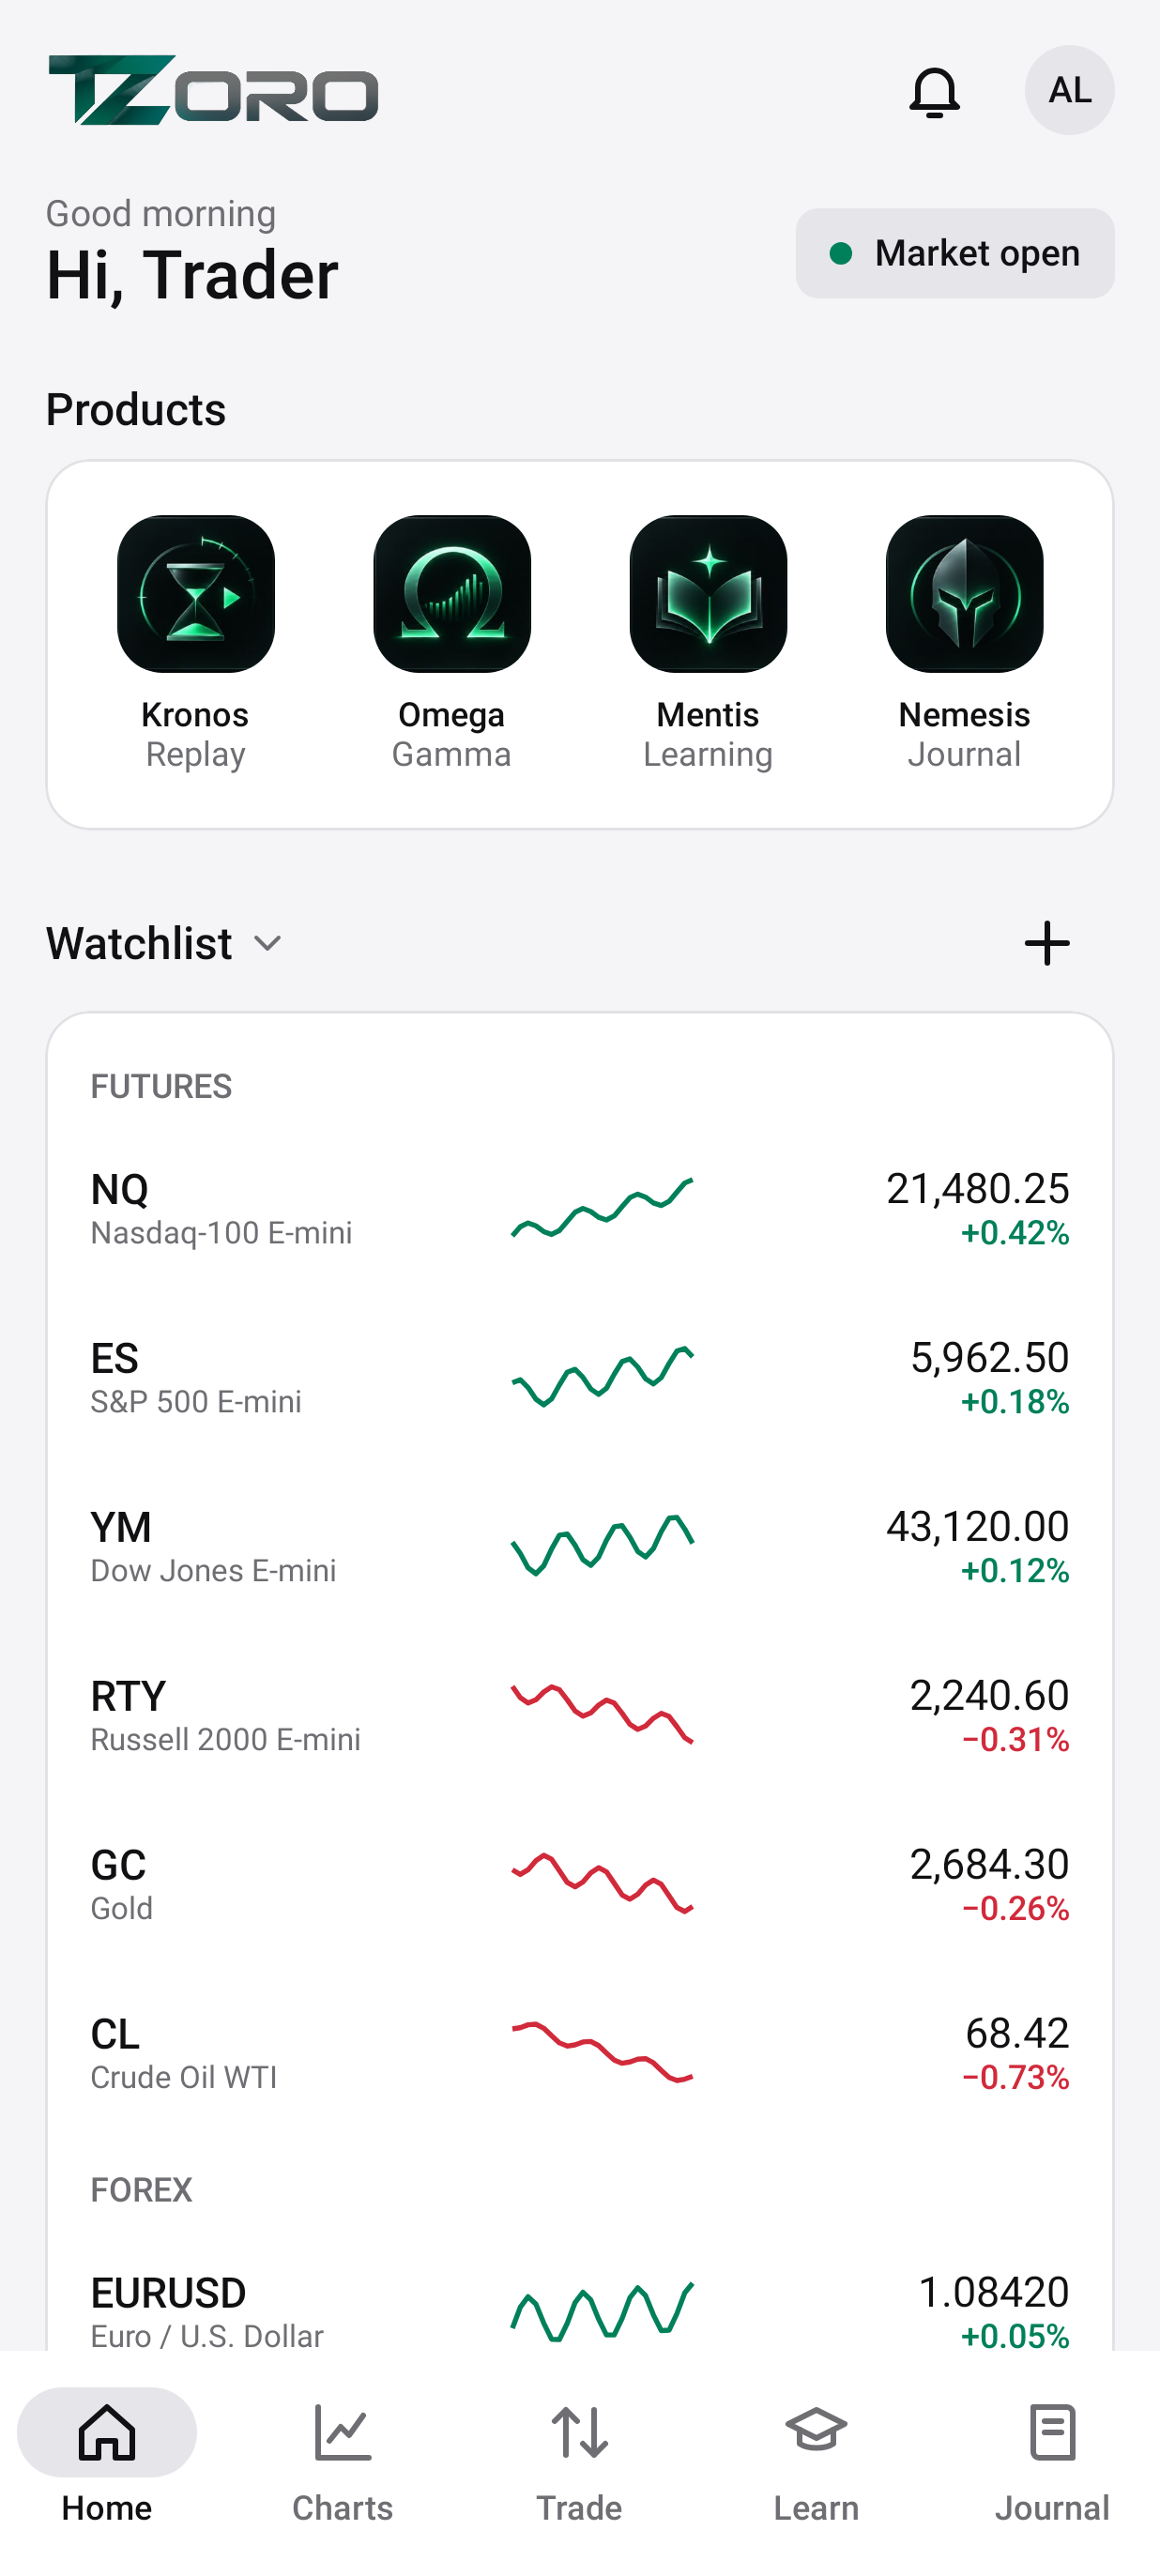 TZORO
AL
Good morning
Hi, Trader
Market open
Products
Kronos
Replay
Omega
Gamma
Mentis
Learning
Nemesis
Journal
Watchlist
FUTURES
NQ
Nasdaq-100 E-mini
21,480.25
+0.42%
ES
S&P 500 E-mini
5,962.50
+0.18%
YM
Dow Jones E-mini
43,120.00
+0.12%
RTY
Russell 2000 E-mini
2,240.60
−0.31%
GC
Gold
2,684.30
−0.26%
CL
Crude Oil WTI
68.42
−0.73%
FOREX
EURUSD
Euro / U.S. Dollar
1.08420
+0.05%
Home
Charts
Trade
Learn
Journal